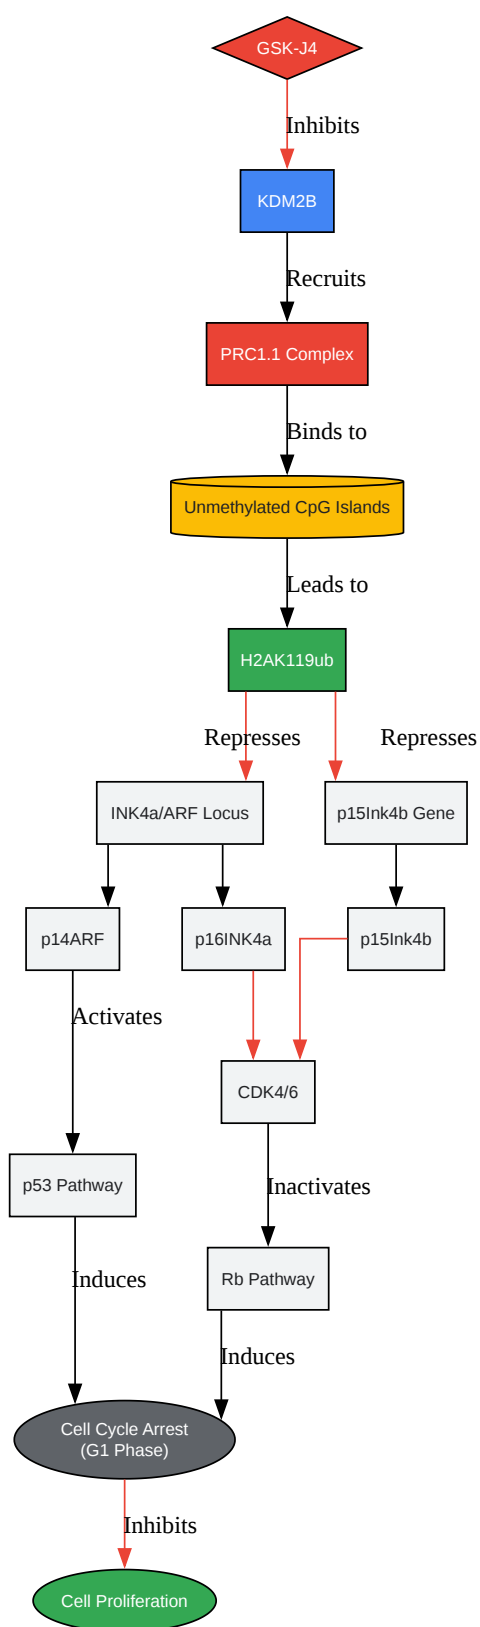 GSK-J4
Inhibits
KDM2B
Recruits
PRC1.1 Complex
Binds to
Unmethylated CpG Islands
Leads to
H2AK119ub
Represses
Represses
INK4a/ARF Locus
p15Ink4b Gene
p14ARF
p16INK4a
p15Ink4b
Activates
CDK4/6
p53 Pathway
Inactivates
Induces
Rb Pathway
Induces
Cell Cycle Arrest
(G1 Phase)
Inhibits
Cell Proliferation